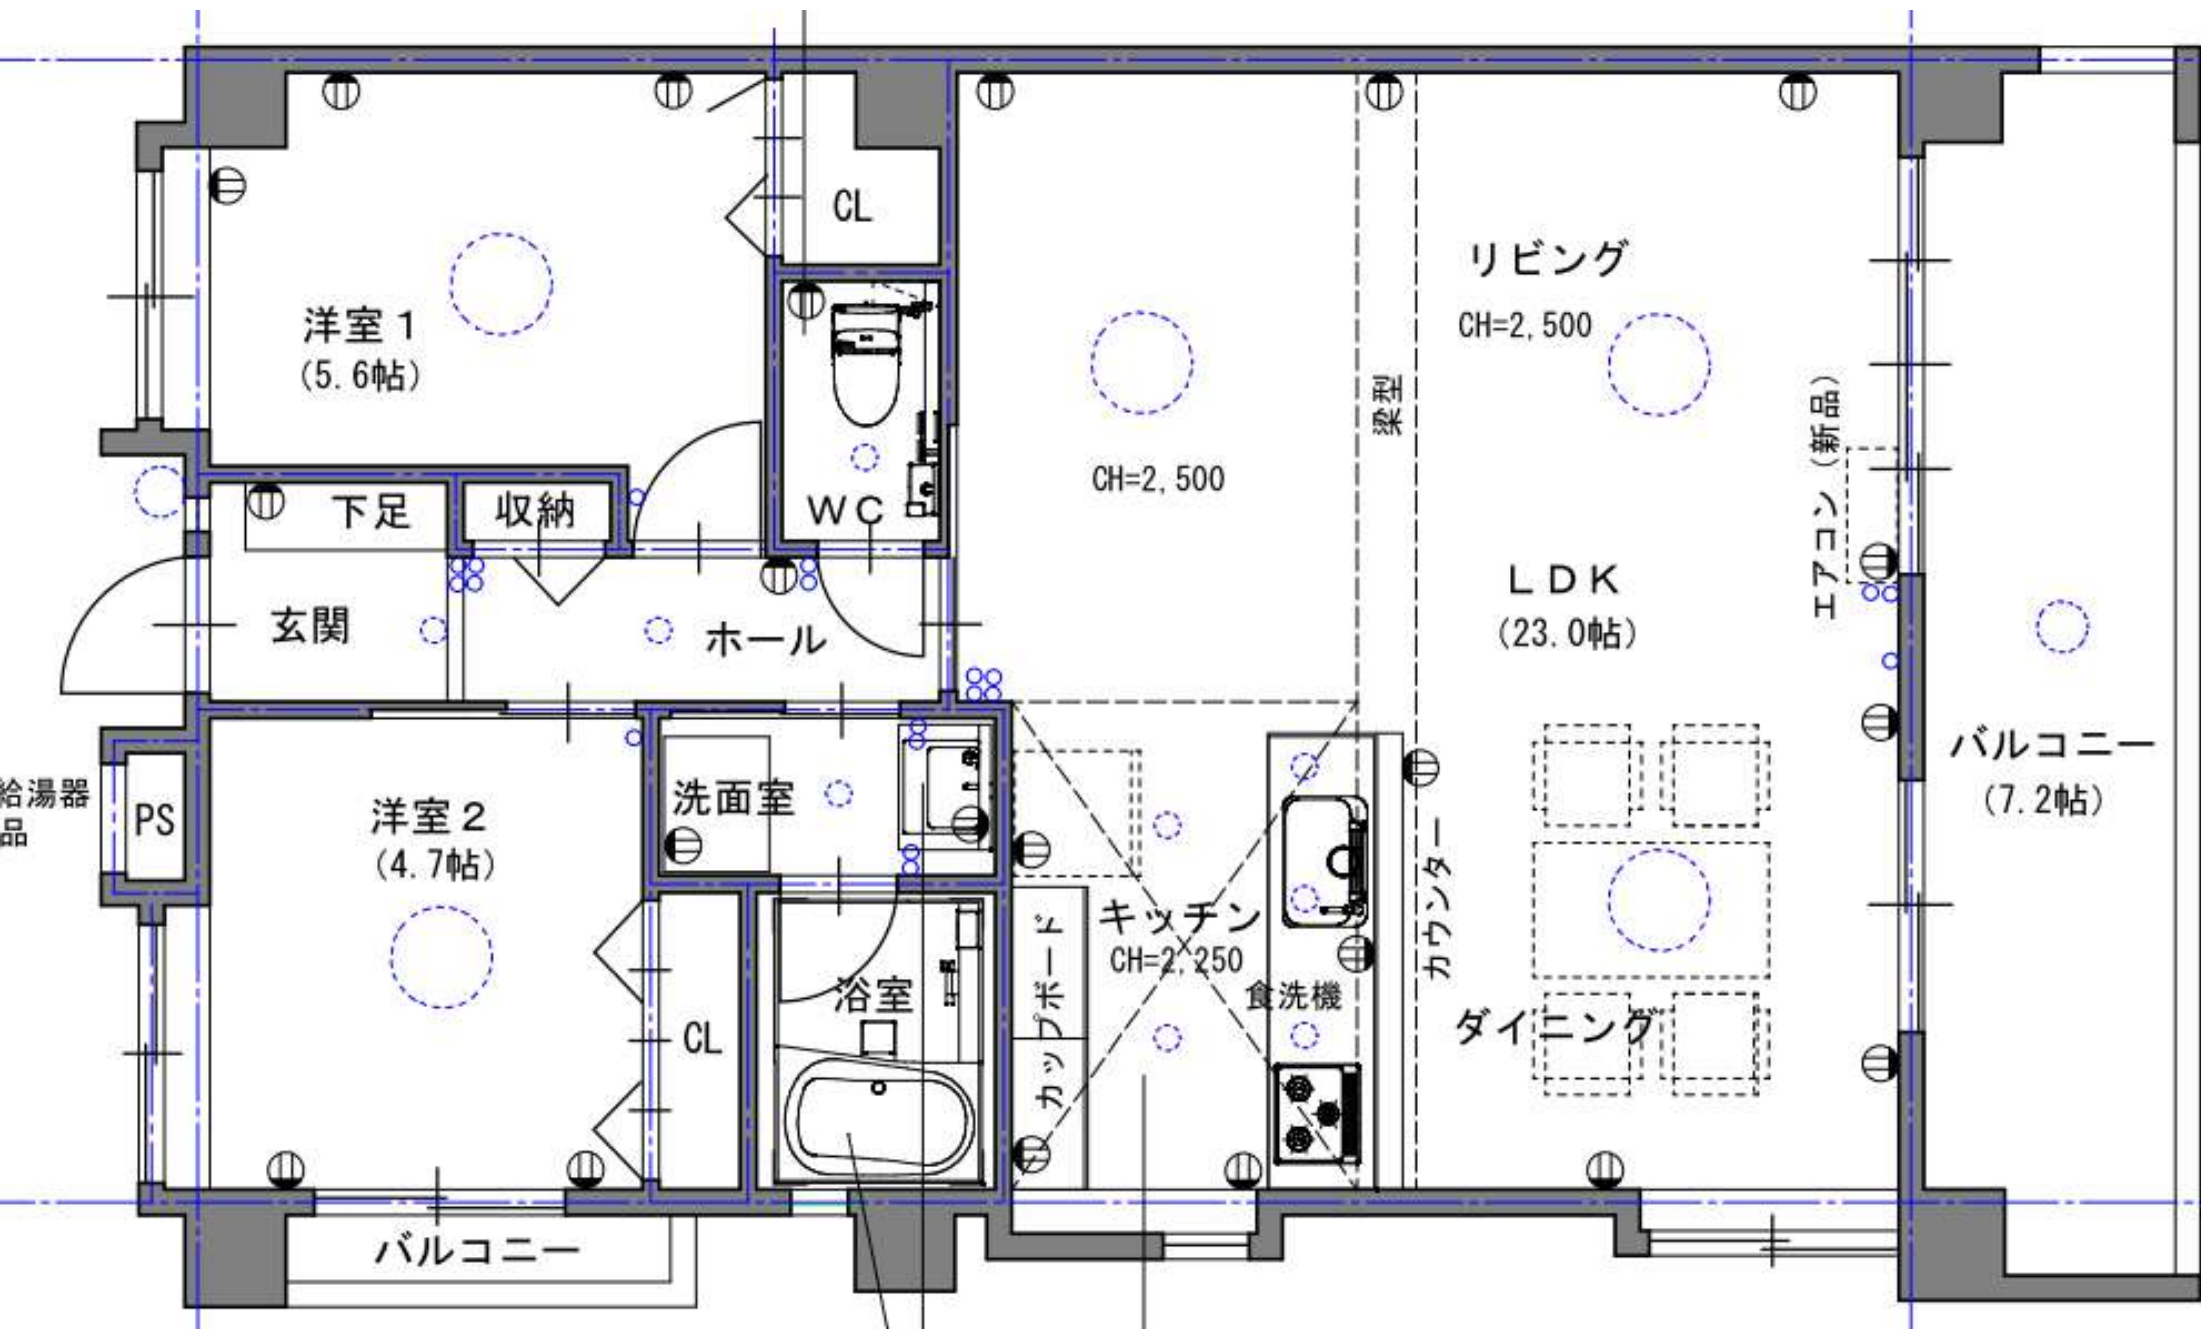 CL
リビング
CH=2,500
洋室1
(5.6帖)
梁型
エアコン(新品)
CH=2,500
下足
収納
WC
LDK
(23.0帖)
玄関
ホール
バルコニー
(7.2帖)
給湯器
品
PS
洋室2
(4.7帖)
洗面室
カウンター
キッチン
CH=2,250
カップボード
浴室
食洗機
ダイニング
CL
バルコニー